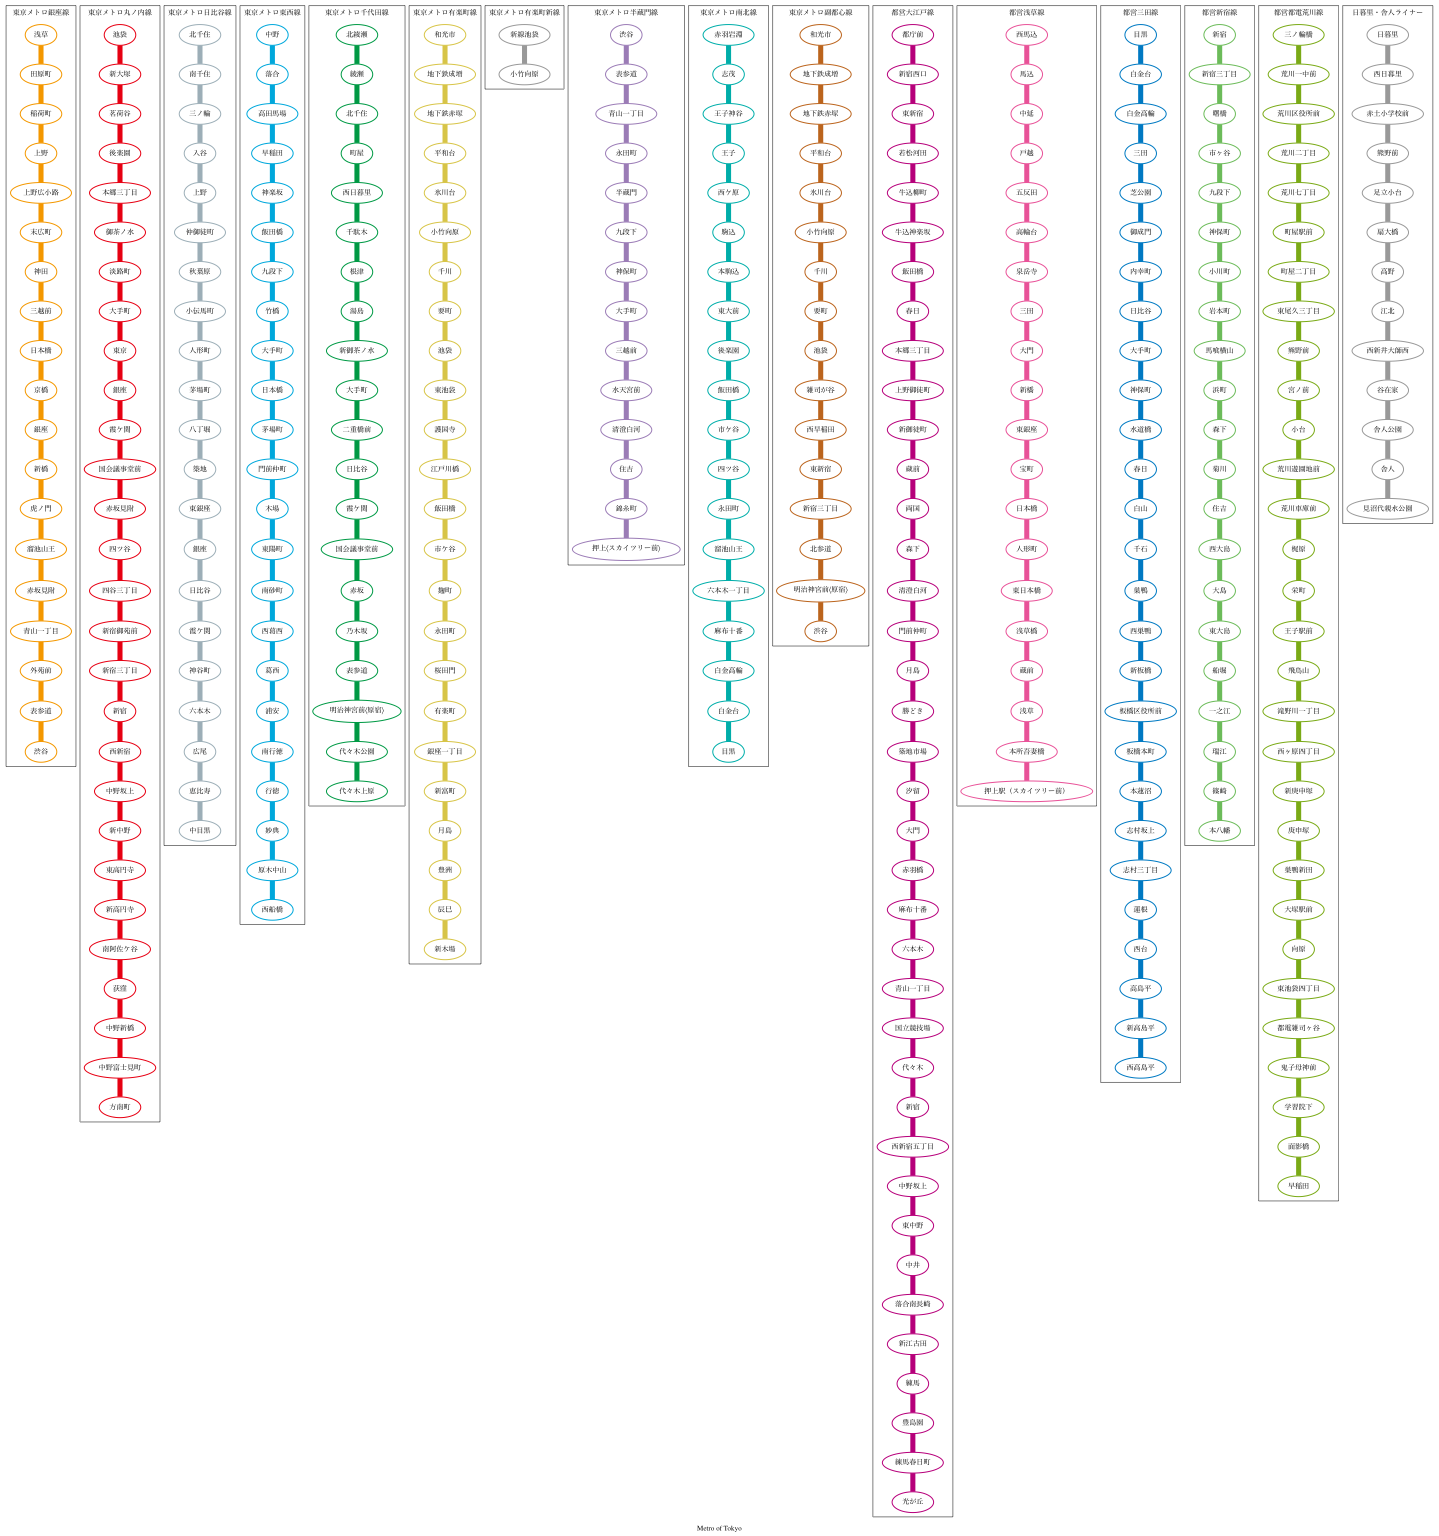 東京メトロ銀座線
浅草
田原町
稲荷町
上野
上野広小路
末広町
神田
三越前
日本橋
京橋
銀座
新橋
虎ノ門
溜池山王
赤坂見附
青山一丁目
外苑前
表参道
渋谷
東京メトロ丸ノ内線
池袋
新大塚
茗荷谷
後楽園
本郷三丁目
御茶ノ水
淡路町
大手町
東京
銀座
霞ケ関
国会議事堂前
赤坂見附
四ツ谷
四谷三丁目
新宿御苑前
新宿三丁目
新宿
西新宿
中野坂上
新中野
東高円寺
新高円寺
南阿佐ケ谷
荻窪
中野新橋
中野富士見町
方南町
東京メトロ日比谷線
北千住
南千住
三ノ輪
入谷
上野
仲御徒町
秋葉原
小伝馬町
人形町
茅場町
八丁堀
築地
東銀座
銀座
日比谷
霞ケ関
神谷町
六本木
広尾
恵比寿
中目黒
東京メトロ東西線
中野
落合
高田馬場
早稲田
神楽坂
飯田橋
九段下
竹橋
大手町
日本橋
茅場町
門前仲町
木場
東陽町
南砂町
西葛西
葛西
浦安
南行徳
行徳
妙典
原木中山
西船橋
東京メトロ千代田線
北綾瀬
綾瀬
北千住
町屋
西日暮里
千駄木
根津
湯島
新御茶ノ水
大手町
二重橋前
日比谷
霞ケ関
国会議事堂前
赤坂
乃木坂
表参道
明治神宮前(原宿)
代々木公園
代々木上原
東京メトロ有楽町線
和光市
地下鉄成増
地下鉄赤塚
平和台
氷川台
小竹向原
千川
要町
池袋
東池袋
護国寺
江戸川橋
飯田橋
市ケ谷
麹町
永田町
桜田門
有楽町
銀座一丁目
新富町
月島
豊洲
辰巳
新木場
東京メトロ有楽町新線
新線池袋
小竹向原
東京メトロ半蔵門線
渋谷
表参道
青山一丁目
永田町
半蔵門
九段下
神保町
大手町
三越前
水天宮前
清澄白河
住吉
錦糸町
押上(スカイツリー前)
東京メトロ南北線
赤羽岩淵
志茂
王子神谷
王子
西ケ原
駒込
本駒込
東大前
後楽園
飯田橋
市ケ谷
四ツ谷
永田町
溜池山王
六本木一丁目
麻布十番
白金高輪
白金台
目黒
東京メトロ副都心線
和光市
地下鉄成増
地下鉄赤塚
平和台
氷川台
小竹向原
千川
要町
池袋
雑司が谷
西早稲田
東新宿
新宿三丁目
北参道
明治神宮前(原宿)
渋谷
都営大江戸線
都庁前
新宿西口
東新宿
若松河田
牛込柳町
牛込神楽坂
飯田橋
春日
本郷三丁目
上野御徒町
新御徒町
蔵前
両国
森下
清澄白河
門前仲町
月島
勝どき
築地市場
汐留
大門
赤羽橋
麻布十番
六本木
青山一丁目
国立競技場
代々木
新宿
西新宿五丁目
中野坂上
東中野
中井
落合南長崎
新江古田
練馬
豊島園
練馬春日町
光が丘
都営浅草線
西馬込
馬込
中延
戸越
五反田
高輪台
泉岳寺
三田
大門
新橋
東銀座
宝町
日本橋
人形町
東日本橋
浅草橋
蔵前
浅草
本所吾妻橋
押上駅（スカイツリー前）
都営三田線
目黒
白金台
白金高輪
三田
芝公園
御成門
内幸町
日比谷
大手町
神保町
水道橋
春日
白山
千石
巣鴨
西巣鴨
新板橋
板橋区役所前
板橋本町
本蓮沼
志村坂上
志村三丁目
蓮根
西台
高島平
新高島平
西高島平
都営新宿線
新宿
新宿三丁目
曙橋
市ヶ谷
九段下
神保町
小川町
岩本町
馬喰横山
浜町
森下
菊川
住吉
西大島
大島
東大島
船堀
一之江
瑞江
篠崎
本八幡
都営都電荒川線
三ノ輪橋
荒川一中前
荒川区役所前
荒川二丁目
荒川七丁目
町屋駅前
町屋二丁目
東尾久三丁目
熊野前
宮ノ前
小台
荒川遊園地前
荒川車庫前
梶原
栄町
王子駅前
飛鳥山
滝野川一丁目
西ヶ原四丁目
新庚申塚
庚申塚
巣鴨新田
大塚駅前
向原
東池袋四丁目
都電雑司ヶ谷
鬼子母神前
学習院下
面影橋
早稲田
日暮里・舎人ライナー
日暮里
西日暮里
赤土小学校前
熊野前
足立小台
扇大橋
高野
江北
西新井大師西
谷在家
舎人公園
舎人
見沼代親水公園
Metro of Tokyo